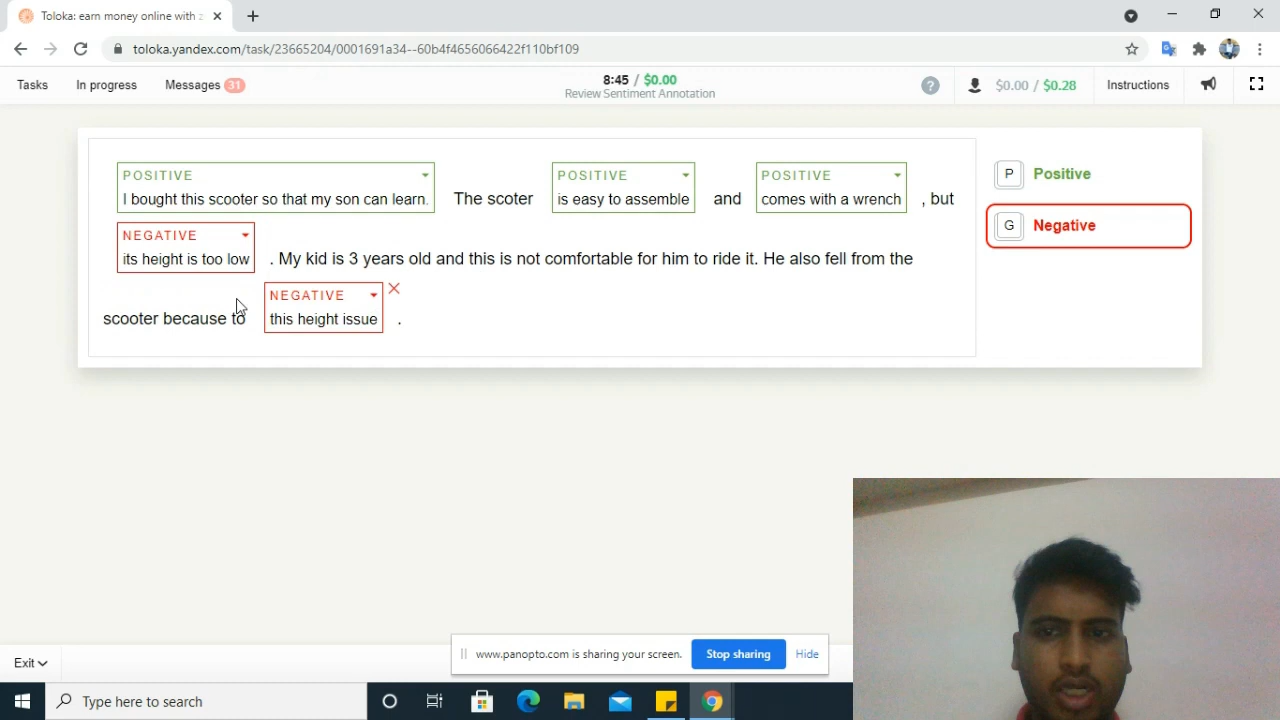 Toloka: earn money online with
toloka.yandex.com/task/23665204/0001691a34--60b4f4656066422f110bf109
Tasks In progress Messages 31 8:45 / $0.00 ? $0.00 / $0.28 Instructions
Review Sentiment Annotation
POSITIVE POSITIVE POSITIVE
I bought this scooter so that my son can learn. The scoter is easy to assemble and comes with a wrench , but
NEGATIVE
its height is too low . My kid is 3 years old and this is not comfortable for him to ride it. He also fell from the
NEGATIVE
scooter because to this height issue .
P Positive
G Negative
www.panopto.com is sharing your screen. Stop sharing Hide
Exit
Type here to search